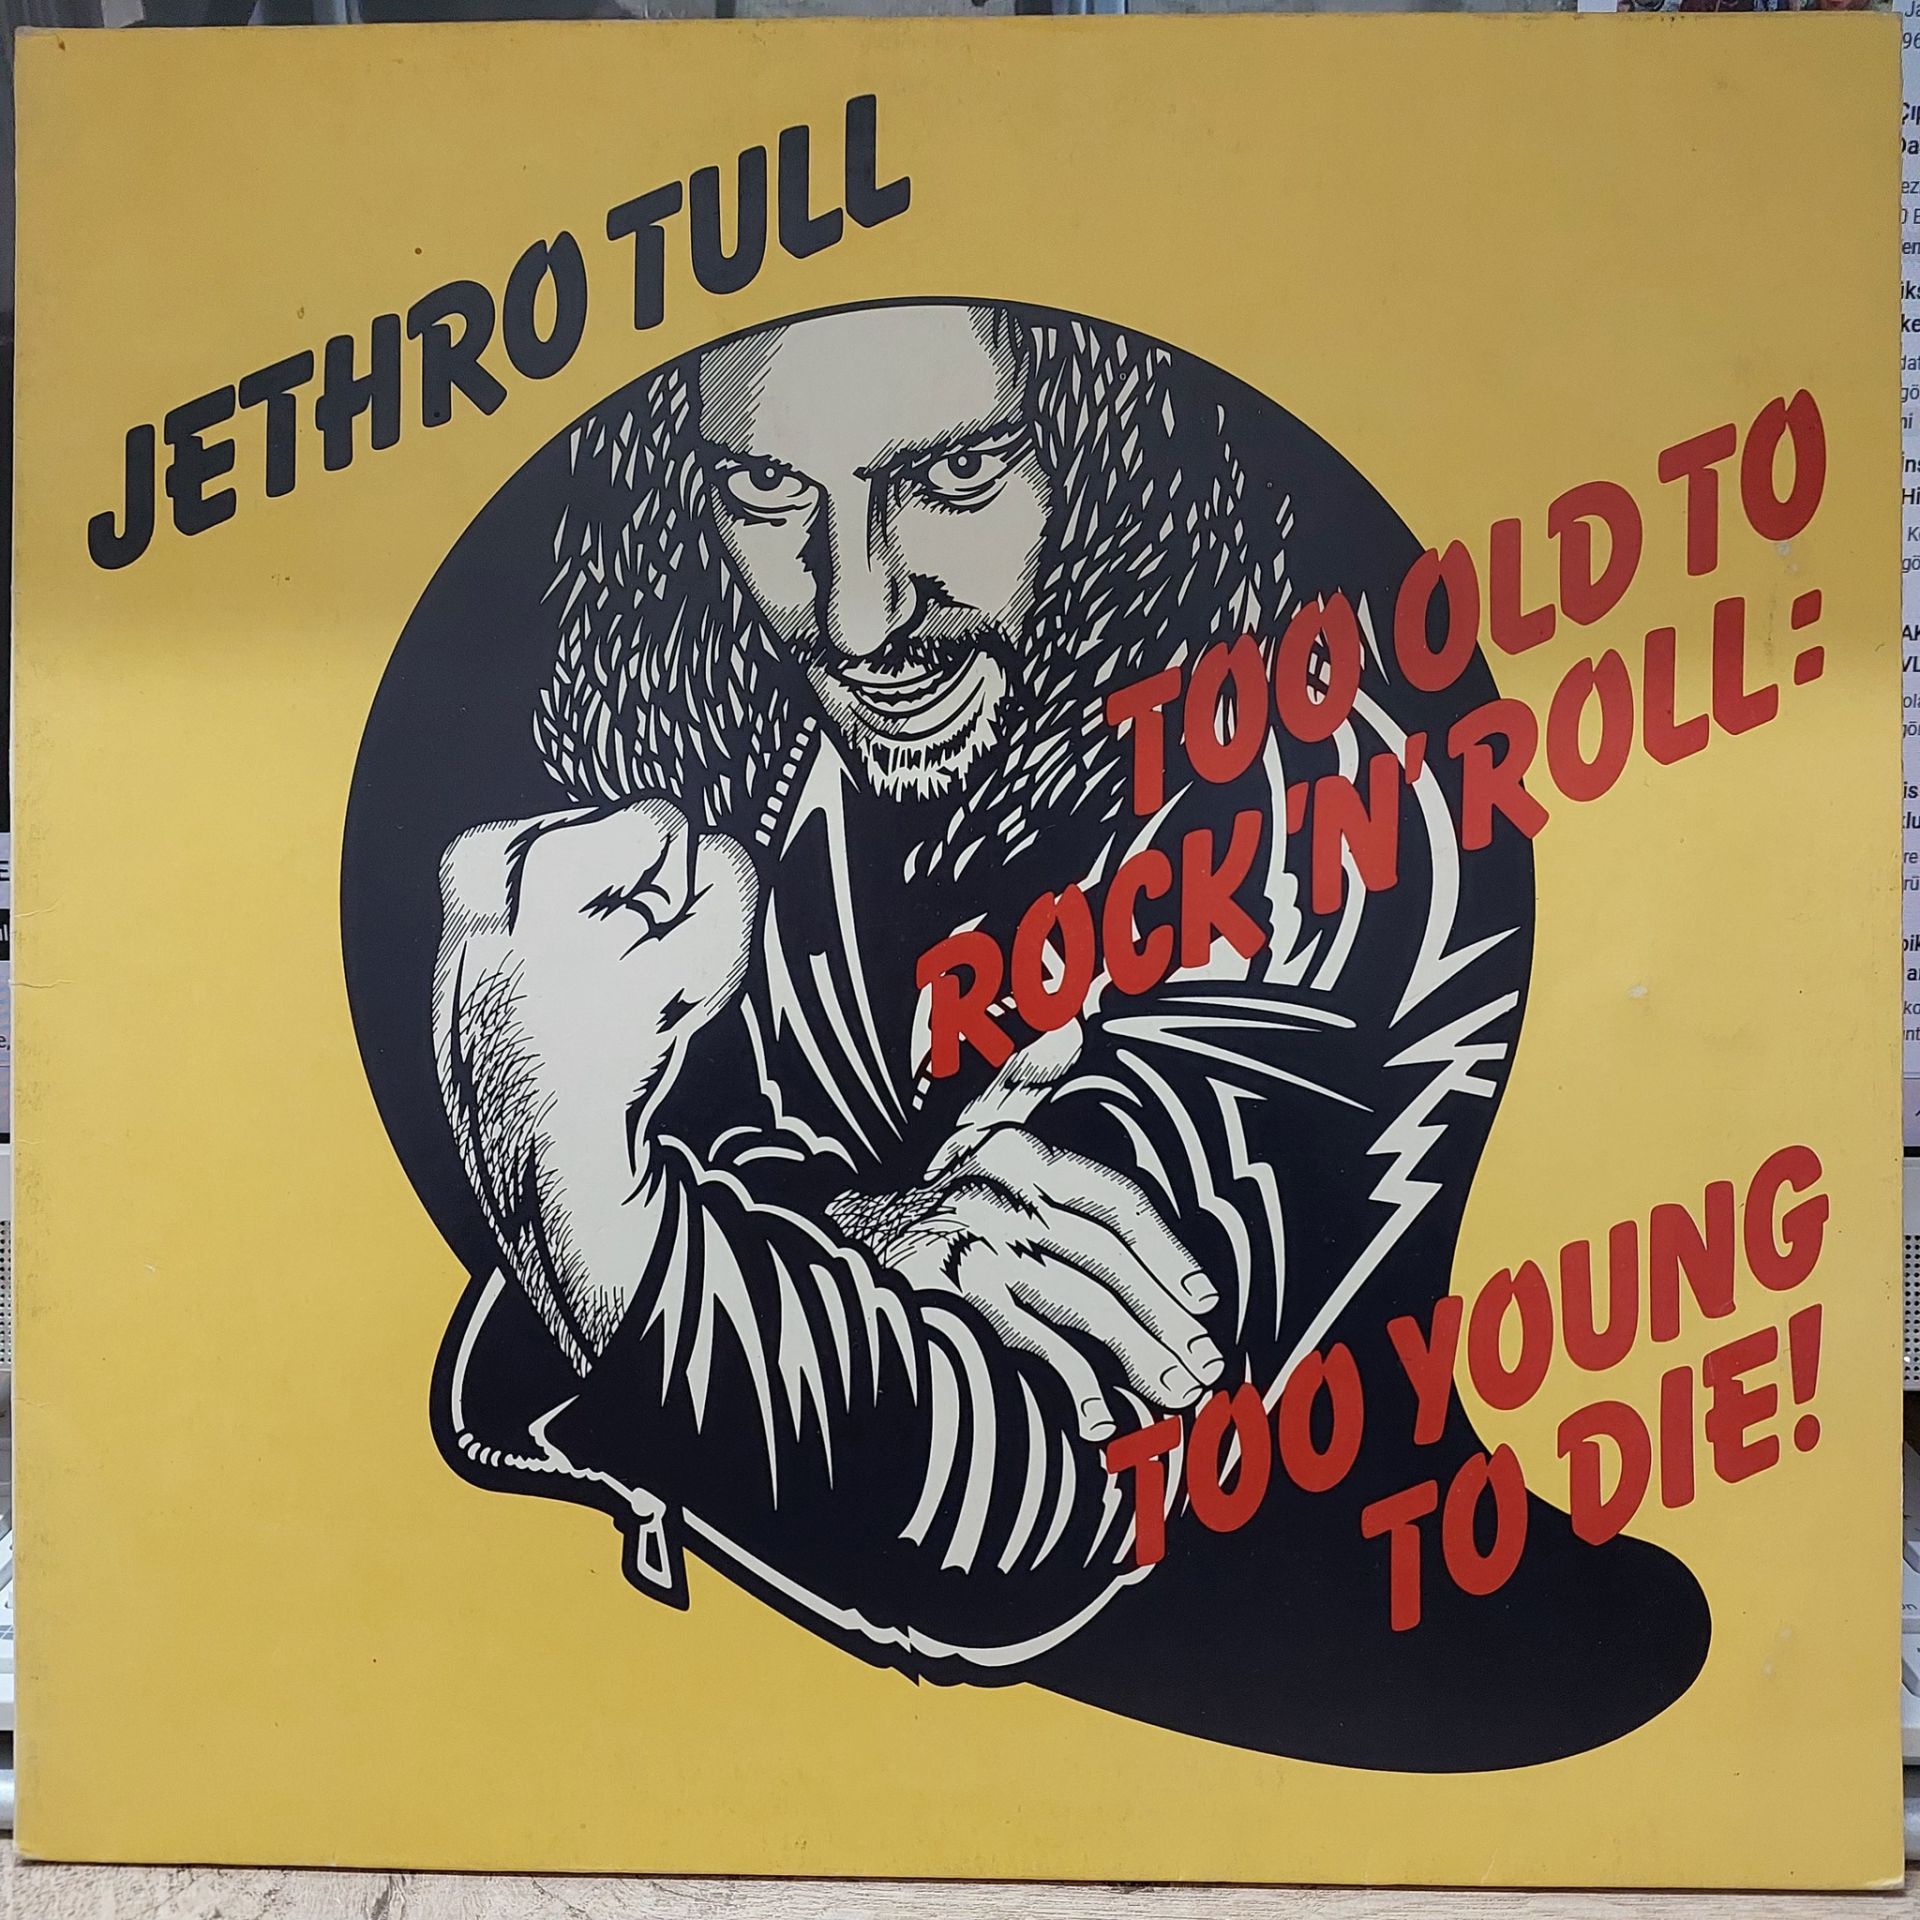 JETHRO TULL
TOO OLD TO
ROCK 'N' ROLL:
TOO YOUNG
TO DIE!